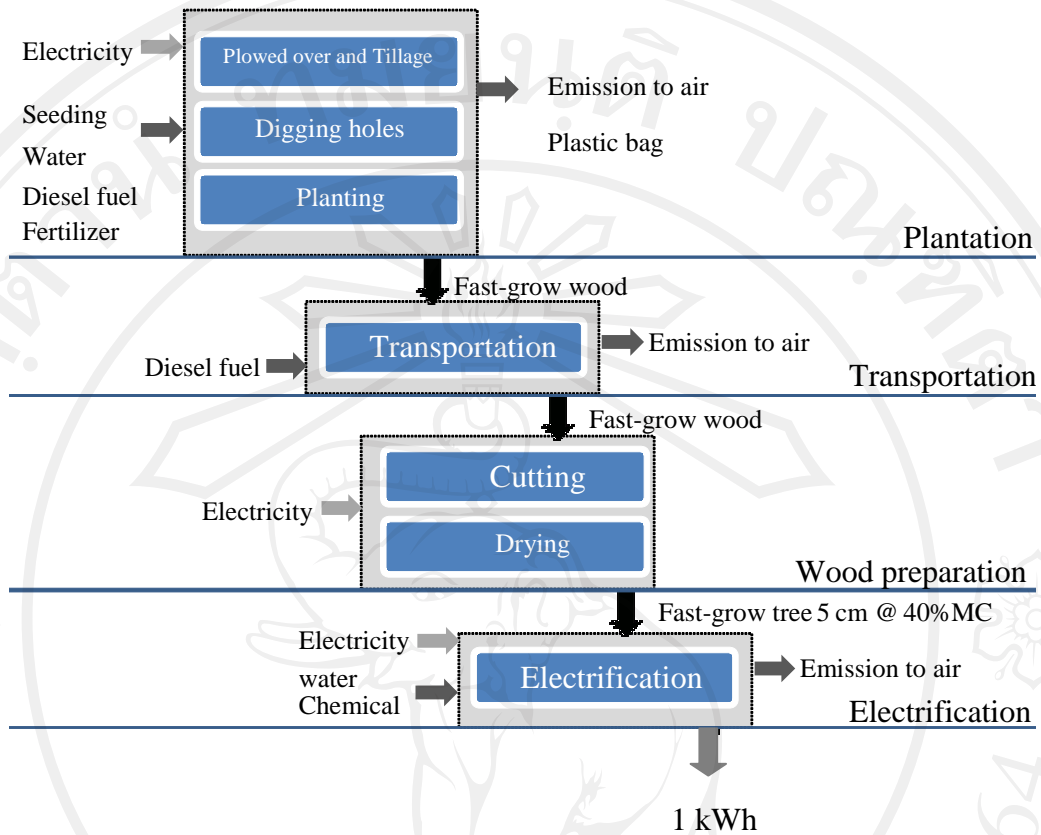 Electricity
Plowed over and Tillage
Emission to air
Seeding
Digging holes
Water
Plastic bag
Diesel fuel
Planting
Fertilizer
Plantation
Fast-grow wood
Transportation
Emission to air
Diesel fuel
Transportation
Fast-grow wood
Cutting
Electricity
Drying
Wood preparation
Fast-grow tree 5 cm @ 40%MC
Electricity
water
Electrification
Emission to air
Chemical
Electrification
1 kWh